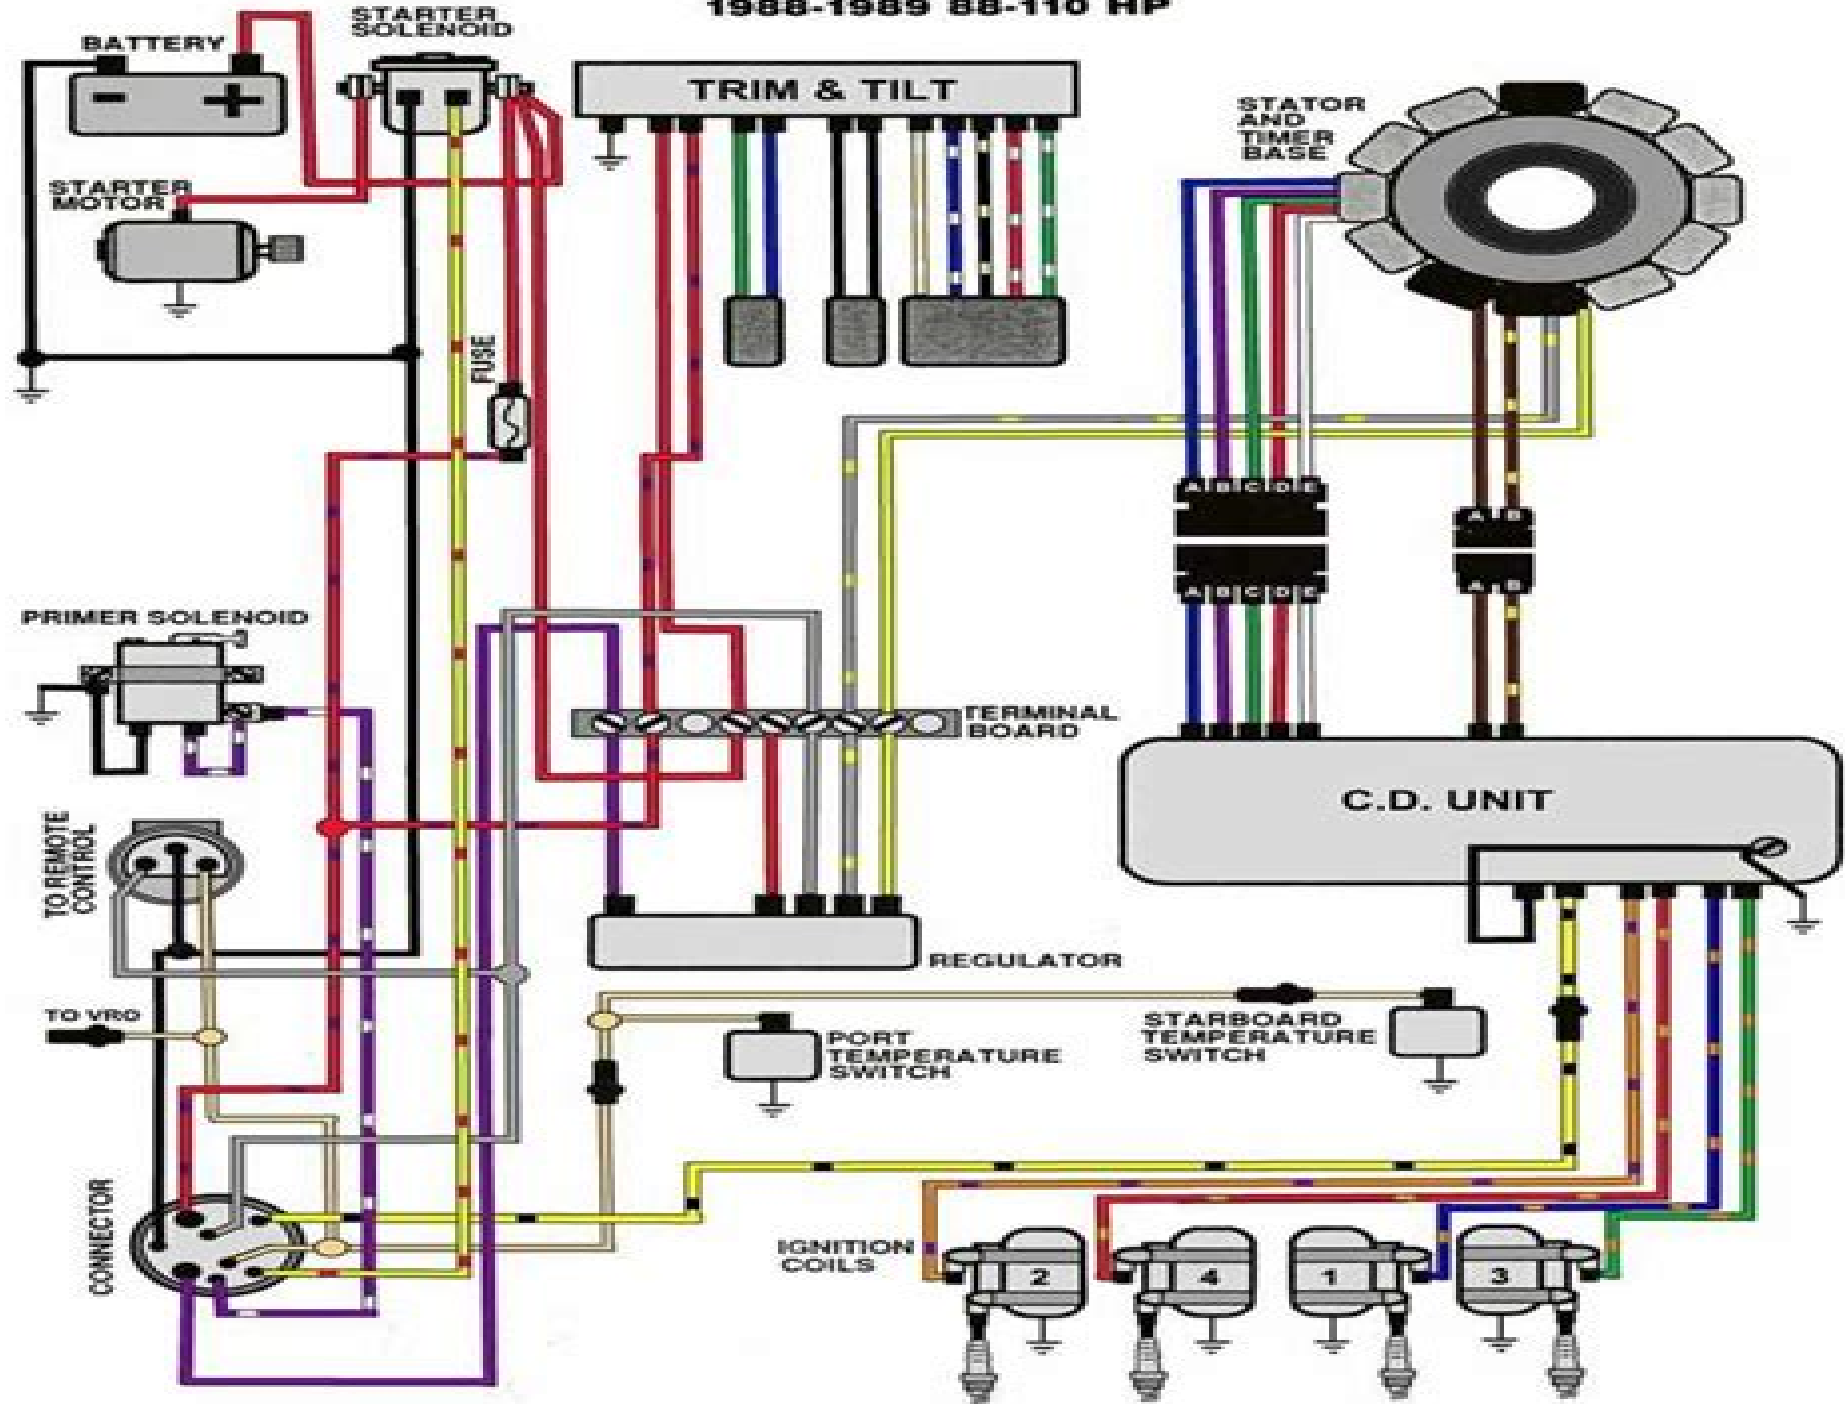 1988-1989 88-110 HP
STARTER
SOLENOID
BATTERY
TRIM & TILT
STATOR
AND
TIMER
BASE
STARTER
MOTOR
FUSE
A B C D E
A B
A B C D E
A B
PRIMER SOLENOID
TERMINAL
BOARD
C.D. UNIT
TO REMOTE
CONTROL
REGULATOR
TO VRO
PORT
TEMPERATURE
SWITCH
STARBOARD
TEMPERATURE
SWITCH
CONNECTOR
IGNITION
COILS
2
4
1
3